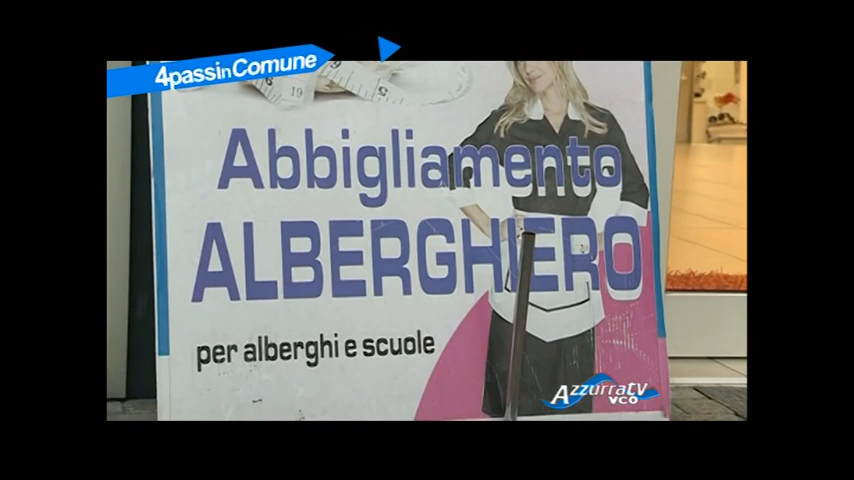 4passinComune
Abbigliamento
ALBERGHIERO
per alberghi e scuole
Azzurratv
vco